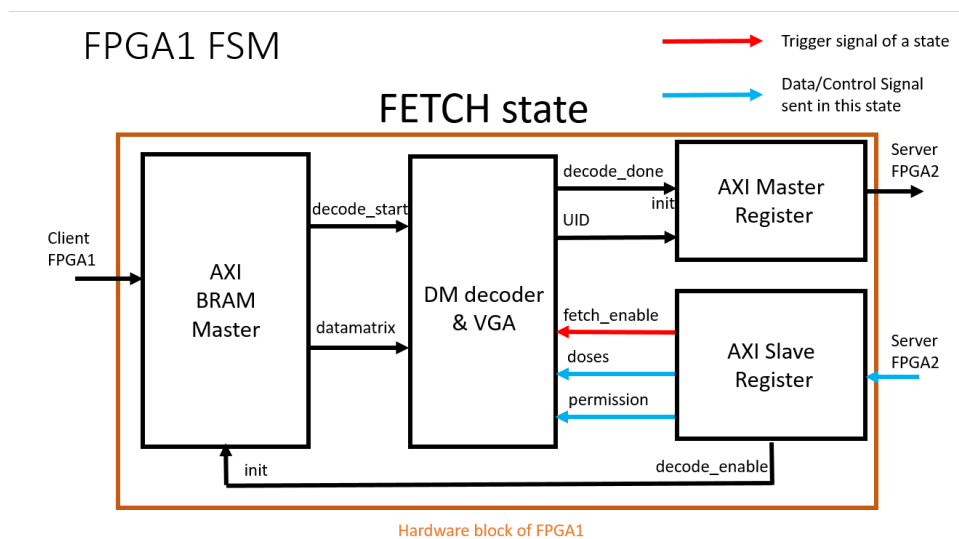 FPGA1 FSM
Trigger signal of a state
Data/Control Signal
sent in this state
FETCH state
Client
FPGA1
AXI
BRAM
Master
decode_start
datamatrix
DM decoder
& VGA
decode_done
init
UID
AXI Master
Register
Server
FPGA2
fetch_enable
doses
permission
AXI Slave
Register
Server
FPGA2
init
decode_enable
Hardware block of FPGA1